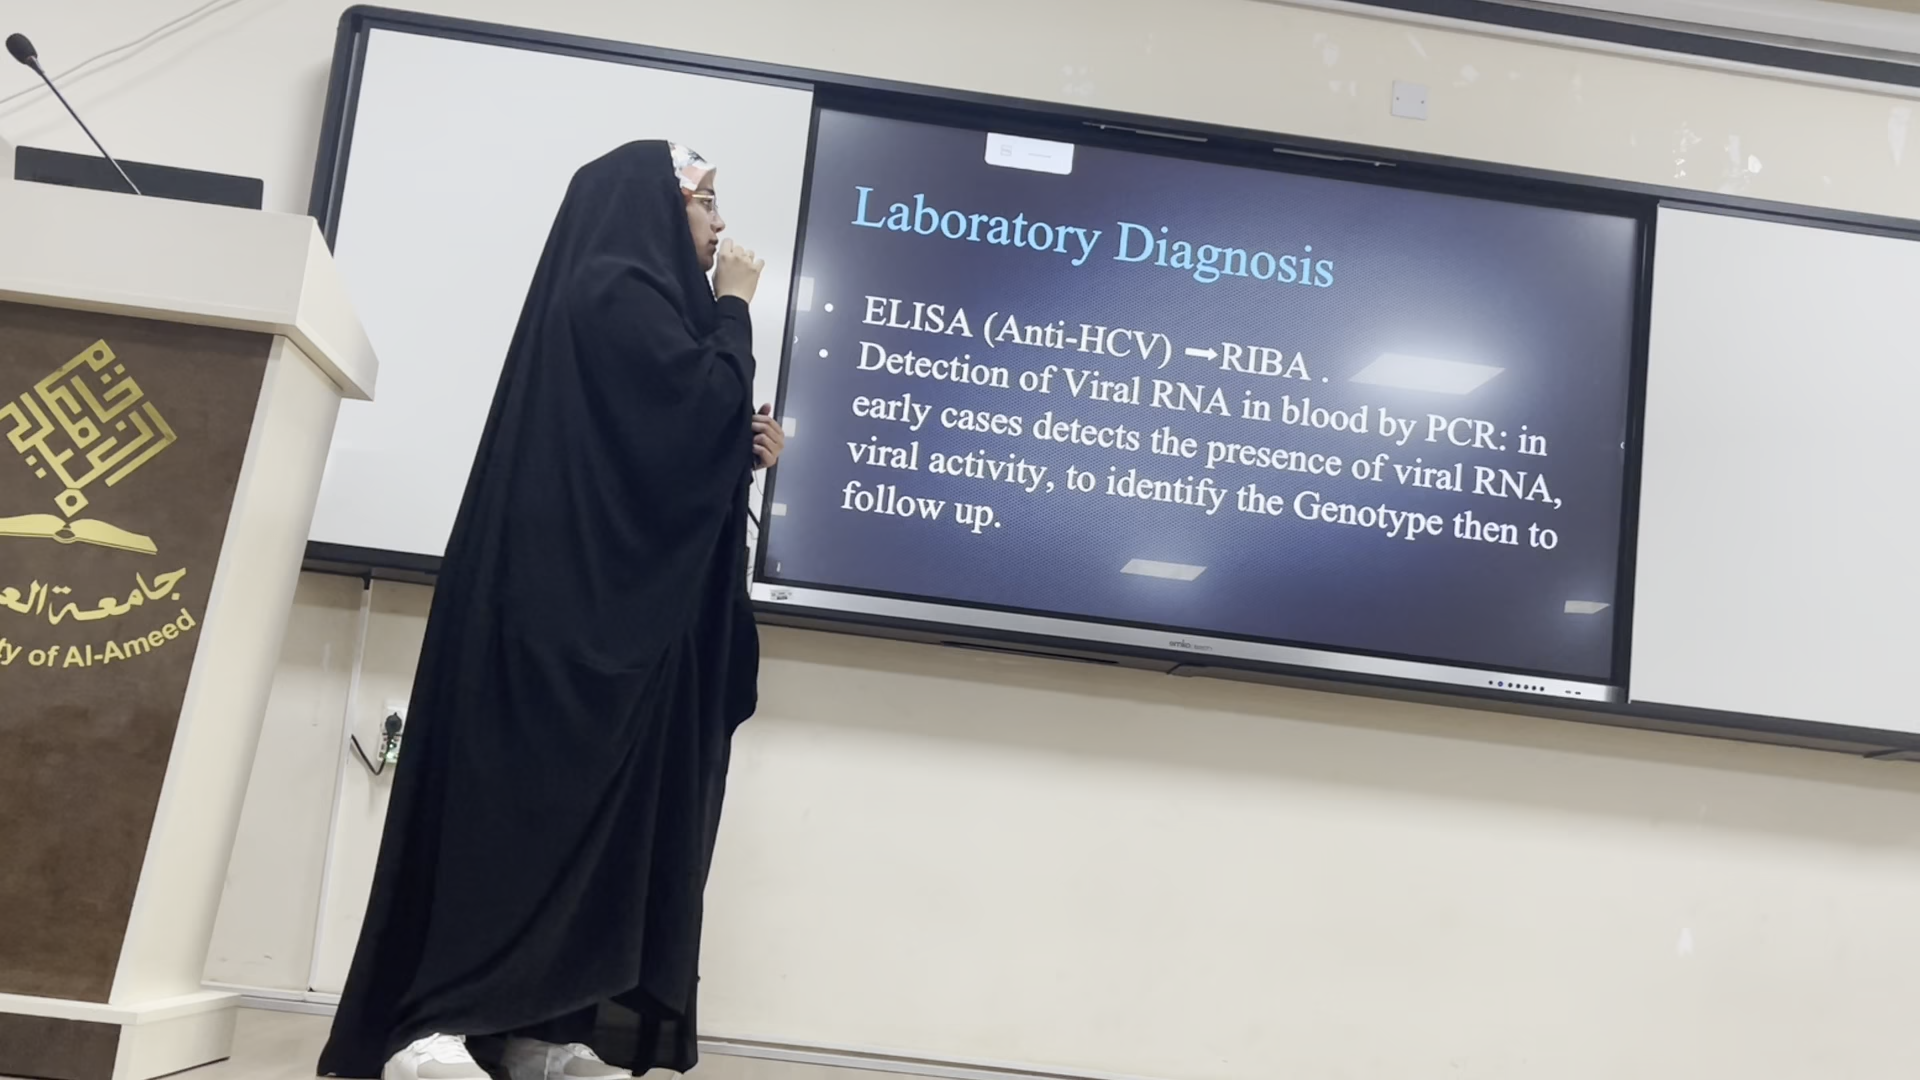 Laboratory Diagnosis
• ELISA (Anti-HCV) ➡RIBA .
• Detection of Viral RNA in blood by PCR: in
early cases detects the presence of viral RNA,
viral activity, to identify the Genotype then to
follow up.
جامعة
ty of Al-Ameed